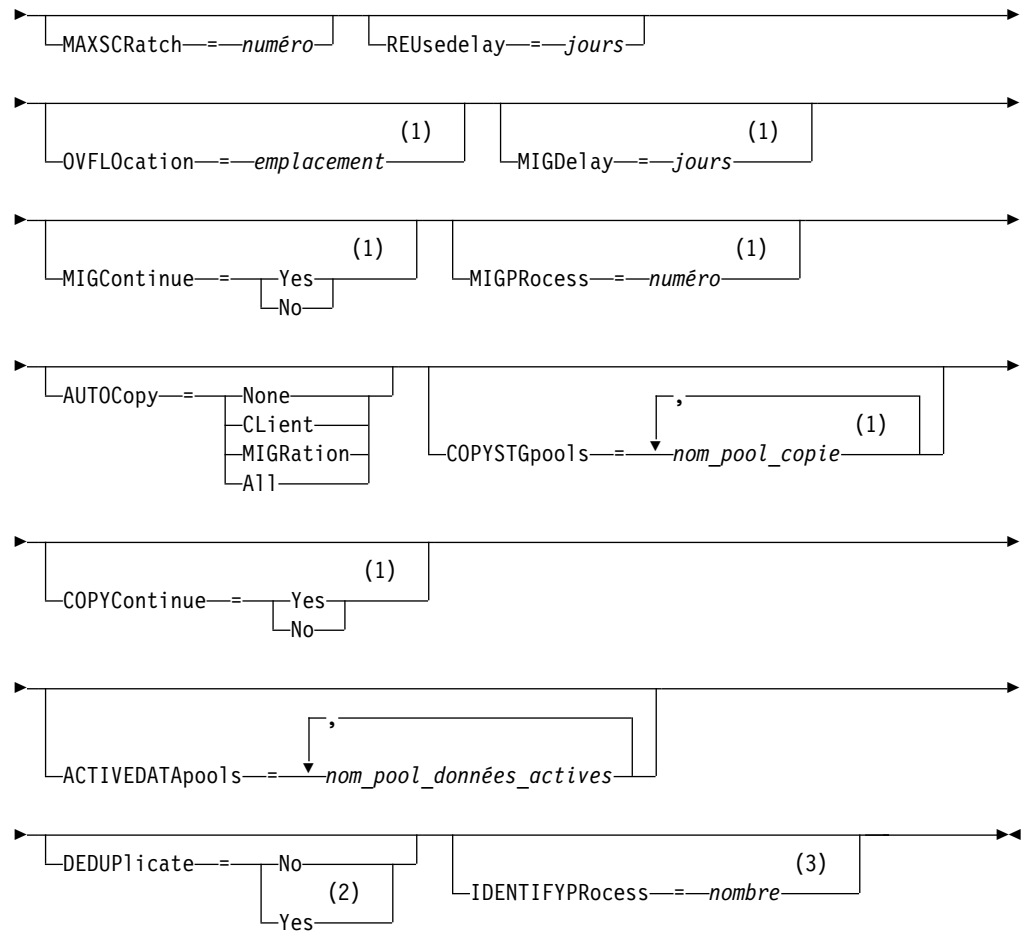 MAXSCRatch = numéro REUsedelay = jours
(1) (1)
OVFLOcation = emplacement MIGDelay = jours
(1) (1)
MIGContinue = Yes MIGPRocess = numéro
No
AUTOCopy = None ,
CLient (1)
MIGRation COPYSTGpools = nom_pool_copie
All
(1)
COPYContinue = Yes
No
,
ACTIVEDATApools = nom_pool_données_actives
DEDUPlicate = No (3)
(2) IDENTIFYPRocess = nombre
Yes